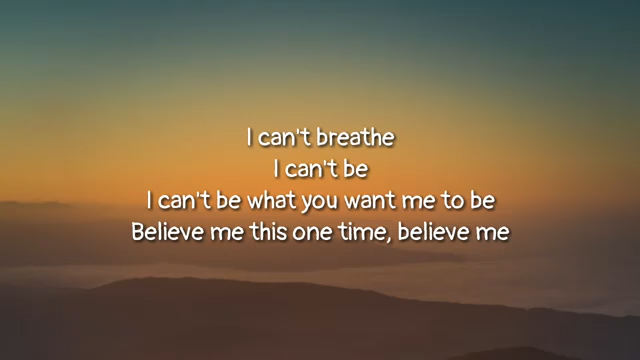 I can't breathe
I can't be
I can't be what you want me to be
Believe me this one time, believe me